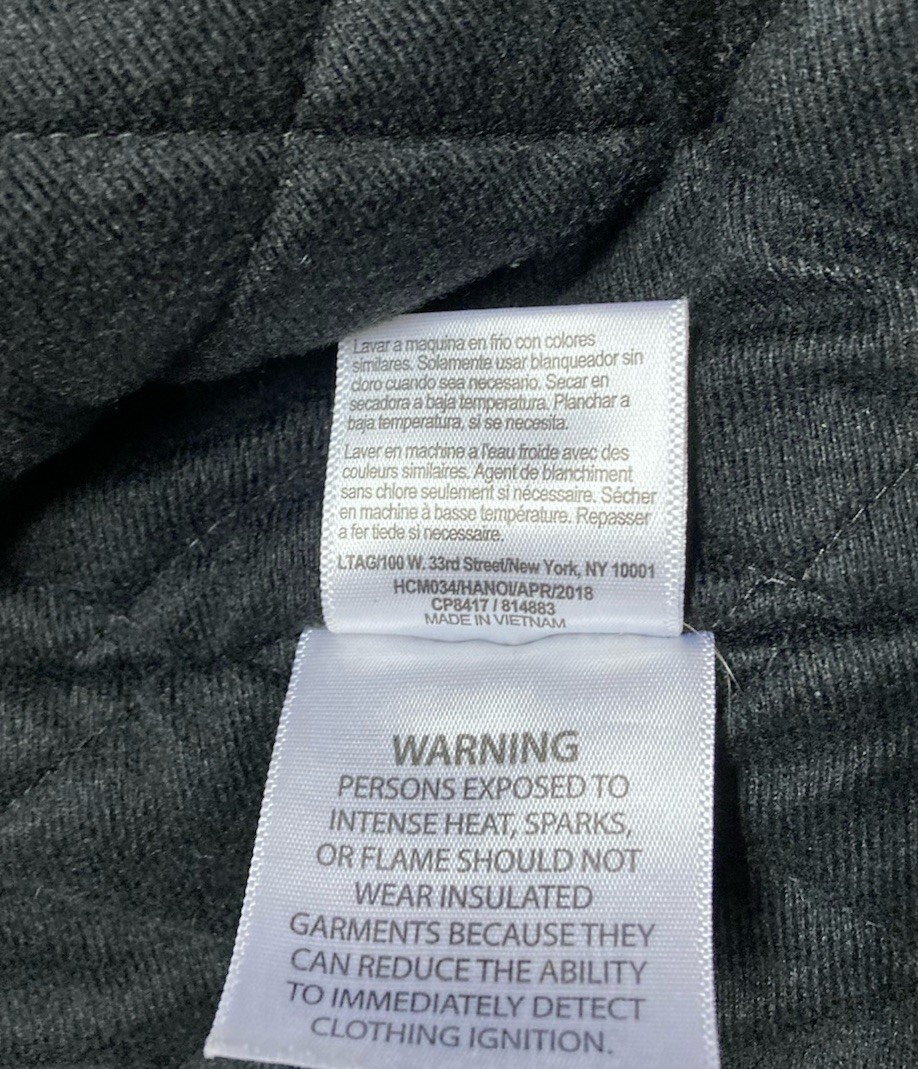 Lavar a maquina en frio con colores
similares. Solamente usar blanqueador sin
cloro cuando sea necesario. Secar en
secadora a baja temperatura. Planchar a
baja temperatura, si se necesita.
Laver en machine a l'eau froide avec des
couleurs similaires. Agent de blanchiment
sans chlore seulement si nécessaire. Sécher
en machine à basse température. Repasser
a fer tiede si necessaire.
LTAG/100 W. 33rd Street/New York, NY 10001
HCM034/HANOI/APR/2018
CP8417 / 814883
MADE IN VIETNAM
WARNING
PERSONS EXPOSED TO
INTENSE HEAT, SPARKS,
OR FLAME SHOULD NOT
WEAR INSULATED
GARMENTS BECAUSE THEY
CAN REDUCE THE ABILITY
TO IMMEDIATELY DETECT
CLOTHING IGNITION.